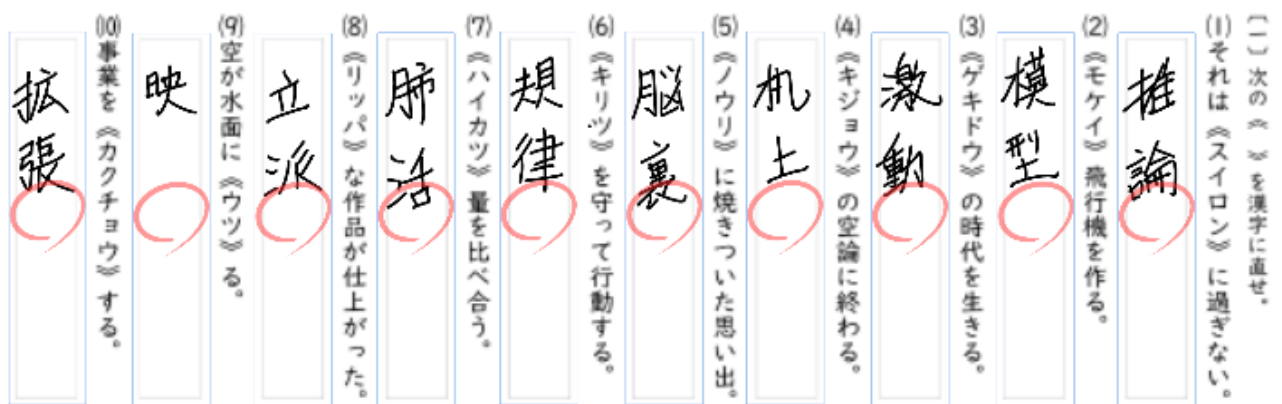 〔一〕次の《 》を漢字に直せ。
(1)それは《スイロン》に過ぎない。
推論
(2)《モケイ》飛行機を作る。
模型
(3)《ゲキドウ》の時代を生きる。
激動
(4)《キジョウ》の空論に終わる。
机上
(5)《ノウリ》に焼きついた思い出。
脳裏
(6)《キリツ》を守って行動する。
規律
(7)《ハイカツ》量を比べ合う。
肺活
(8)《リッパ》な作品が仕上がった。
立派
(9)空が水面に《ウツ》る。
映
(10)事業を《カクチョウ》する。
拡張